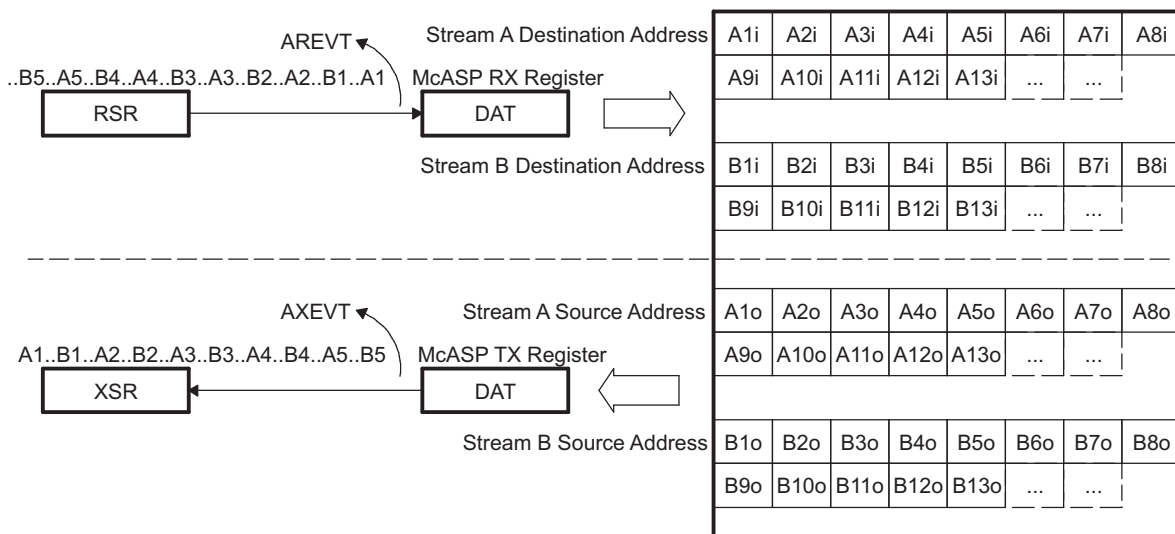 Stream A Destination Address A1i A2i A3i A4i A5i A6i A7i A8i
AREVT
..B5..A5..B4..A4..B3..A3..B2..A2..B1..A1 McASP RX Register A9i A10i A11i A12i A13i ... ...
RSR DAT
Stream B Destination Address B1i B2i B3i B4i B5i B6i B7i B8i
B9i B10i B11i B12i B13i ... ...
AXEVT Stream A Source Address A1o A2o A3o A4o A5o A6o A7o A8o
A1..B1..A2..B2..A3..B3..A4..B4..A5..B5 McASP TX Register A9o A10o A11o A12o A13o ... ...
XSR DAT
Stream B Source Address B1o B2o B3o B4o B5o B6o B7o B8o
B9o B10o B11o B12o B13o ... ...